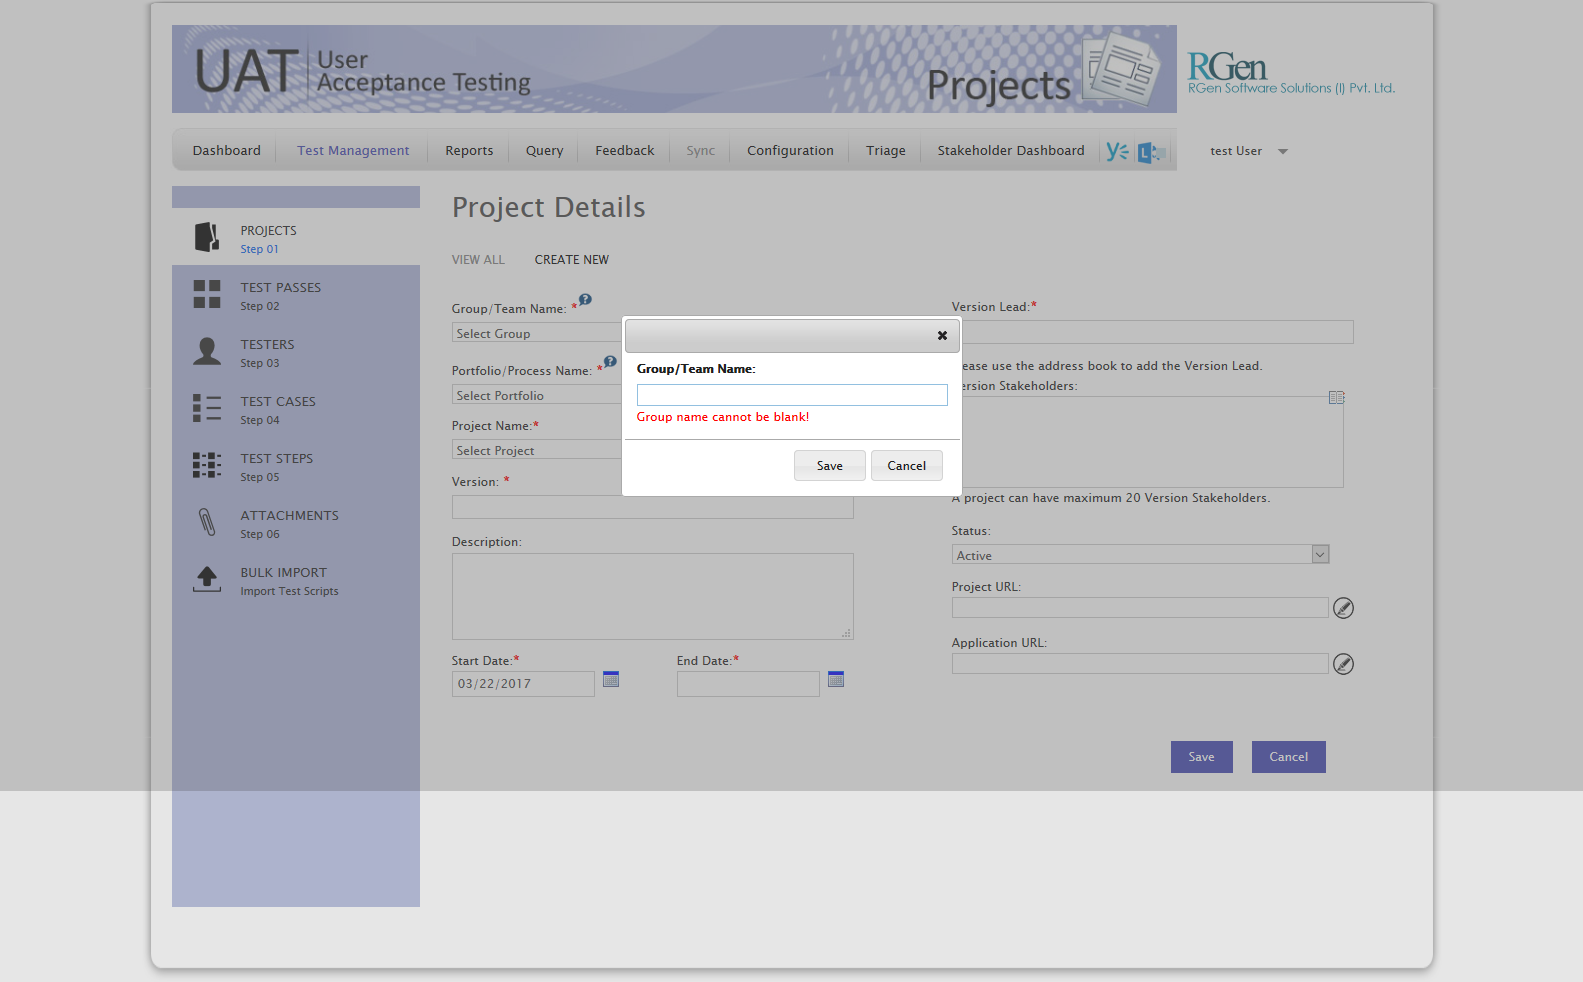 UAT User
Acceptance Testing
Projects
RGen
RGen Software Solutions (I) Pvt. Ltd.
Dashboard Test Management Reports Query Feedback Sync Configuration Triage Stakeholder Dashboard test User
PROJECTS
Step 01
TEST PASSES
Step 02
TESTERS
Step 03
TEST CASES
Step 04
TEST STEPS
Step 05
ATTACHMENTS
Step 06
BULK IMPORT
Import Test Scripts
Project Details
VIEW ALL CREATE NEW
Group/Team Name: *
Select Group
Portfolio/Process Name: *
Select Portfolio
Project Name:*
Select Project
Version: *
Description:
Start Date:*
03/22/2017
End Date:*
Group/Team Name:
Group name cannot be blank!
Save Cancel
Version Lead:*
ease use the address book to add the Version Lead.
ersion Stakeholders:
A project can have maximum 20 Version Stakeholders.
Status:
Active
Project URL:
Application URL:
Save Cancel